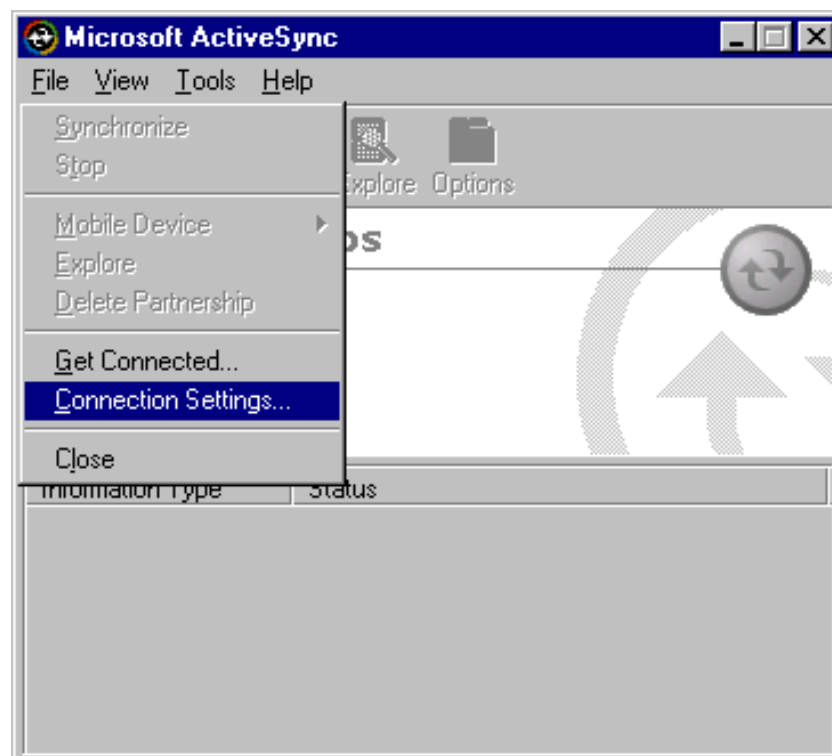 Microsoft ActiveSync
File View Tools Help
Synchronize
Stop
Explore Options
Mobile Device
Explore
Delete Partnership
Get Connected...
Connection Settings...
Close
Information Type Status